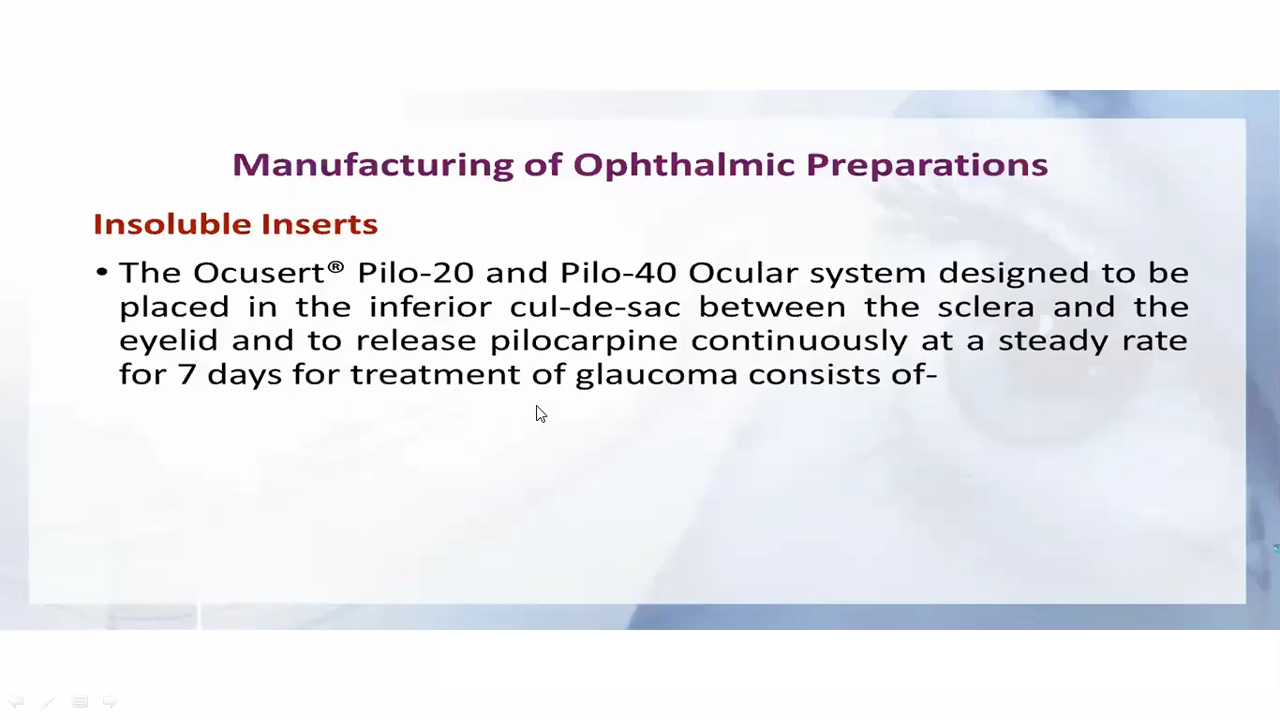 Manufacturing of Ophthalmic Preparations
Insoluble Inserts
• The Ocusert® Pilo-20 and Pilo-40 Ocular system designed to be
placed in the inferior cul-de-sac between the sclera and the
eyelid and to release pilocarpine continuously at a steady rate
for 7 days for treatment of glaucoma consists of-